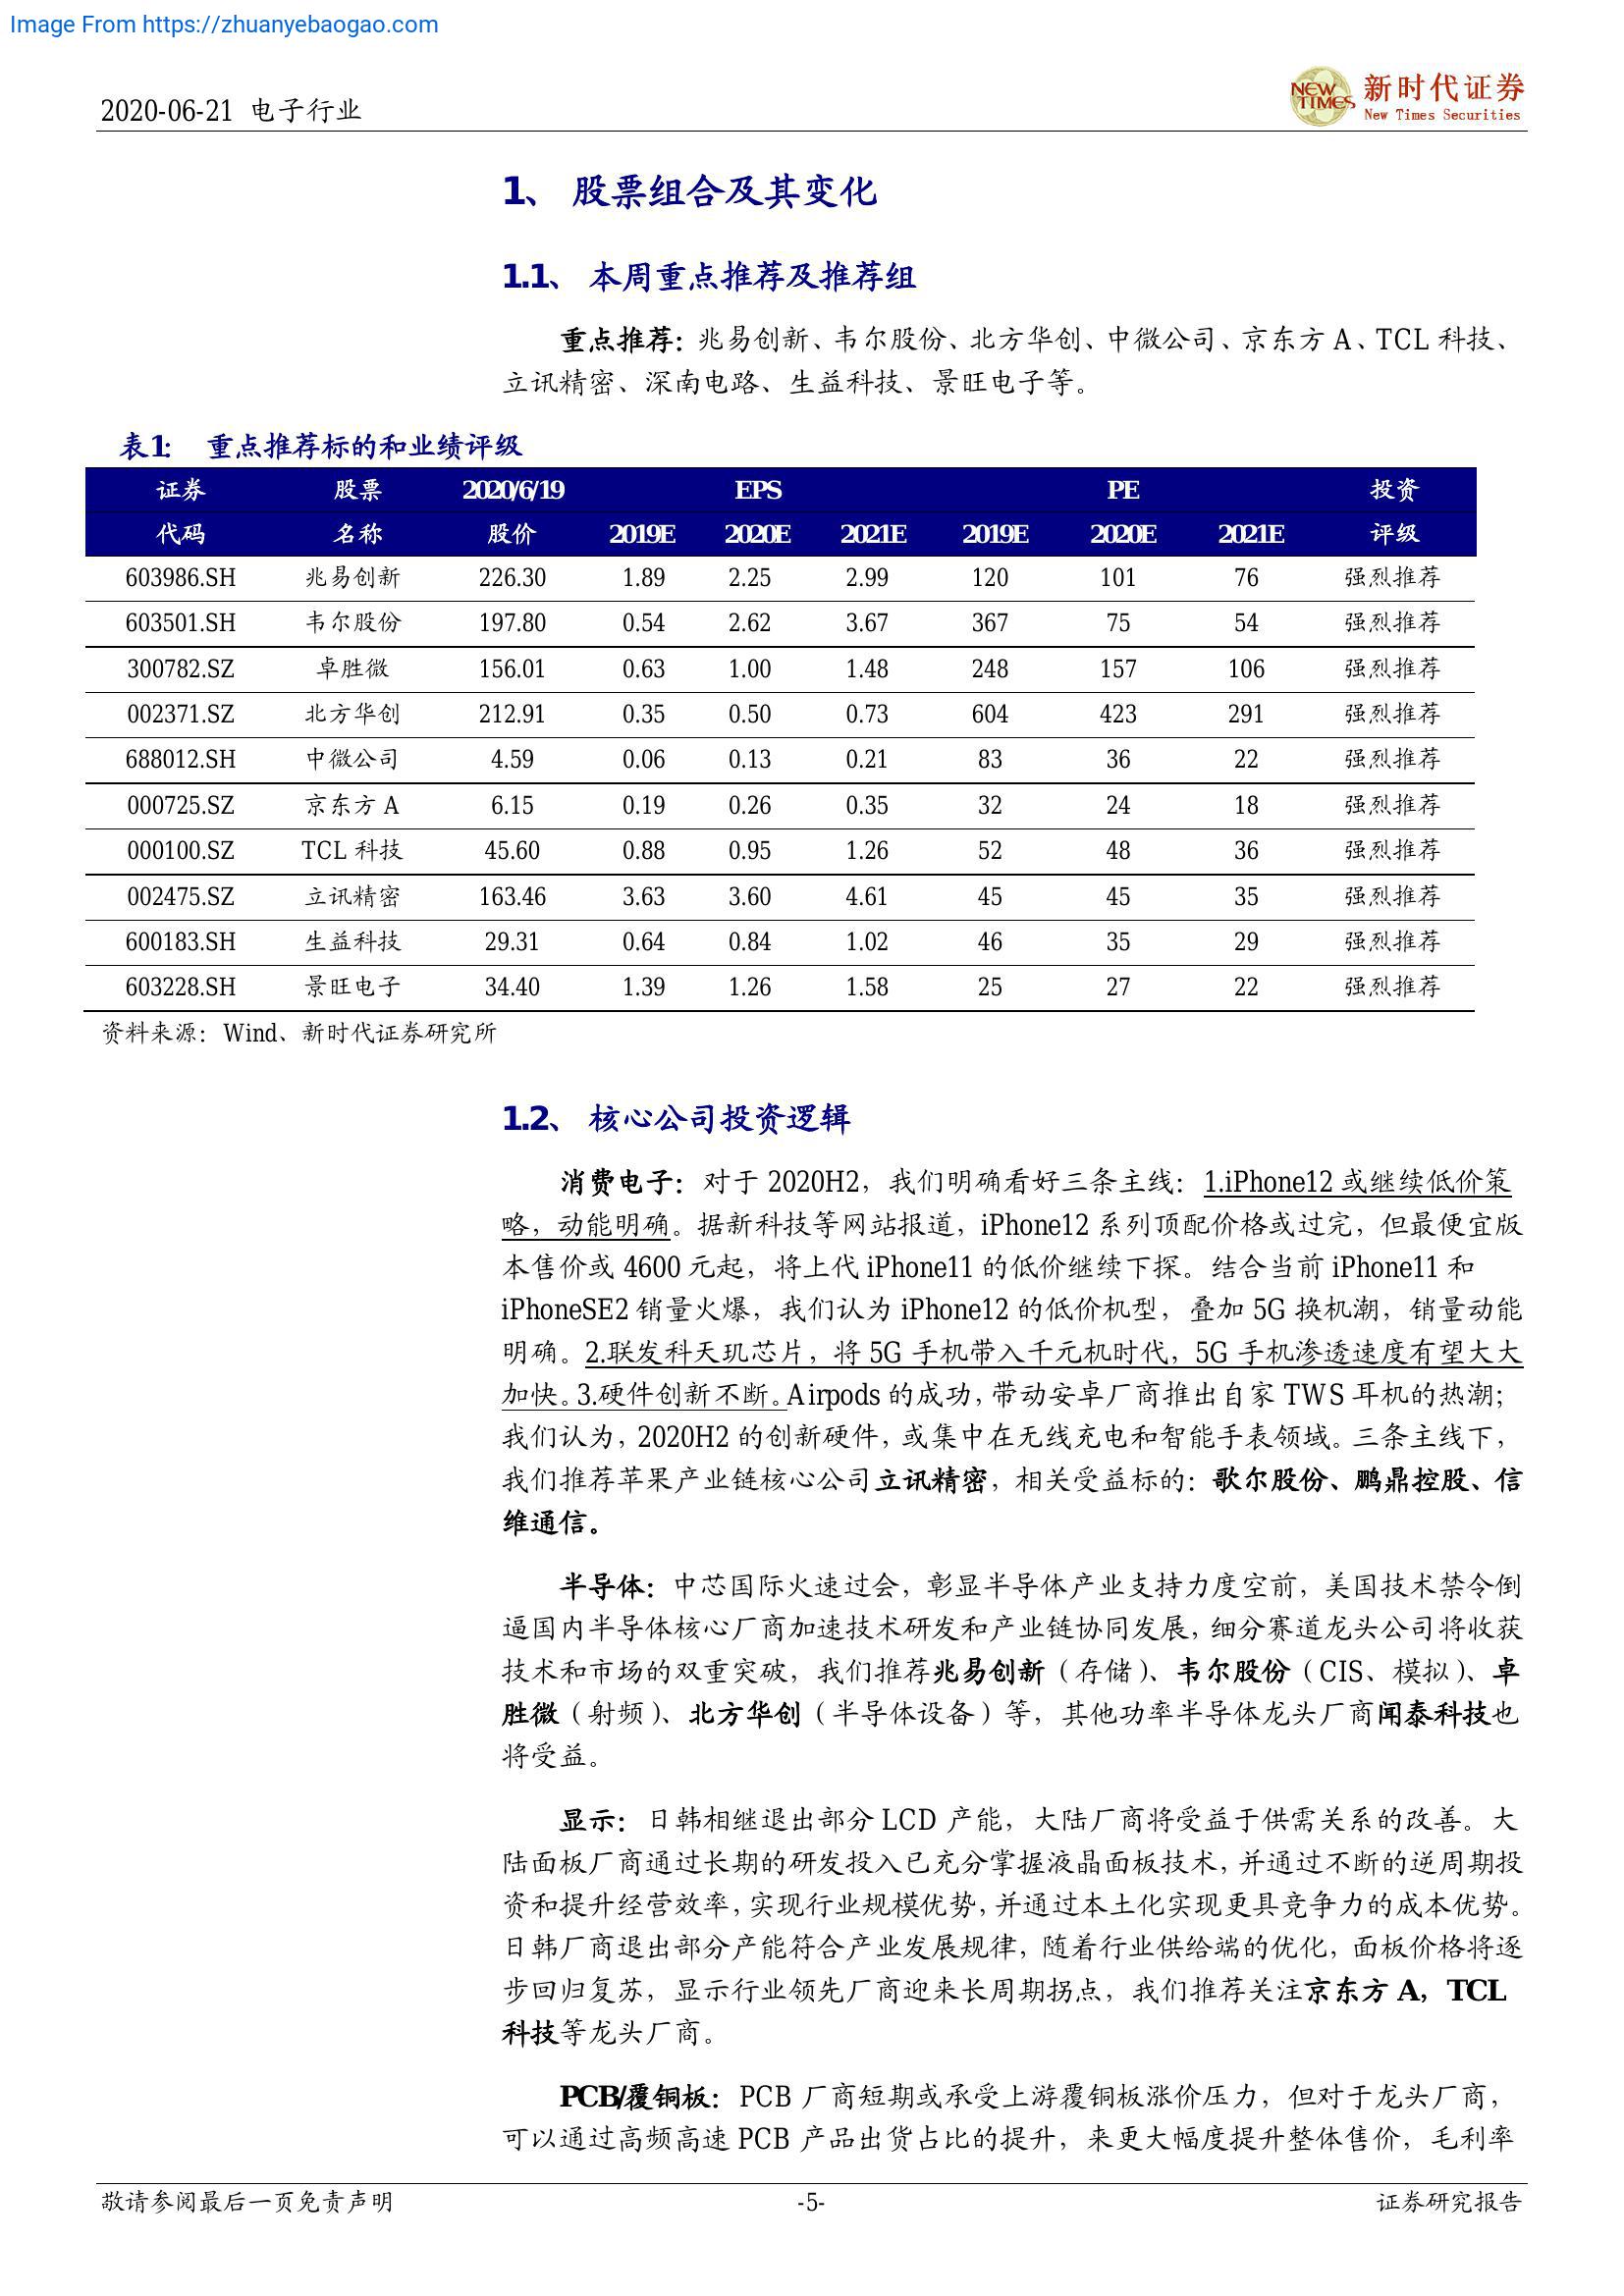 Image From https://zhuanyebaogao.com
2020-06-21 电子行业
NEW TIMES
新时代证券
New Times Securities
1、 股票组合及其变化
1.1、 本周重点推荐及推荐组
重点推荐：兆易创新、韦尔股份、北方华创、中微公司、京东方 A、TCL 科技、
立讯精密、深南电路、生益科技、景旺电子等。
表1： 重点推荐标的和业绩评级
证券 股票 2020/6/19 EPS PE 投资
代码 名称 股价 2019E 2020E 2021E 2019E 2020E 2021E 评级
603986.SH 兆易创新 226.30 1.89 2.25 2.99 120 101 76 强烈推荐
603501.SH 韦尔股份 197.80 0.54 2.62 3.67 367 75 54 强烈推荐
300782.SZ 卓胜微 156.01 0.63 1.00 1.48 248 157 106 强烈推荐
002371.SZ 北方华创 212.91 0.35 0.50 0.73 604 423 291 强烈推荐
688012.SH 中微公司 4.59 0.06 0.13 0.21 83 36 22 强烈推荐
000725.SZ 京东方 A 6.15 0.19 0.26 0.35 32 24 18 强烈推荐
000100.SZ TCL 科技 45.60 0.88 0.95 1.26 52 48 36 强烈推荐
002475.SZ 立讯精密 163.46 3.63 3.60 4.61 45 45 35 强烈推荐
600183.SH 生益科技 29.31 0.64 0.84 1.02 46 35 29 强烈推荐
603228.SH 景旺电子 34.40 1.39 1.26 1.58 25 27 22 强烈推荐
资料来源：Wind、新时代证券研究所
1.2、 核心公司投资逻辑
消费电子：对于 2020H2，我们明确看好三条主线：1.iPhone12 或继续低价策
略，动能明确。据新科技等网站报道，iPhone12 系列顶配价格或过完，但最便宜版
本售价或 4600 元起，将上代 iPhone11 的低价继续下探。结合当前 iPhone11 和
iPhoneSE2 销量火爆，我们认为 iPhone12 的低价机型，叠加 5G 换机潮，销量动能
明确。2.联发科天玑芯片，将 5G 手机带入千元机时代，5G 手机渗透速度有望大大
加快。3.硬件创新不断。Airpods 的成功，带动安卓厂商推出自家 TWS 耳机的热潮；
我们认为，2020H2 的创新硬件，或集中在无线充电和智能手表领域。三条主线下，
我们推荐苹果产业链核心公司立讯精密，相关受益标的：歌尔股份、鹏鼎控股、信
维通信。
半导体：中芯国际火速过会，彰显半导体产业支持力度空前，美国技术禁令倒
逼国内半导体核心厂商加速技术研发和产业链协同发展，细分赛道龙头公司将收获
技术和市场的双重突破，我们推荐兆易创新（存储）、韦尔股份（CIS、模拟）、卓
胜微（射频）、北方华创（半导体设备）等，其他功率半导体龙头厂商闻泰科技也
将受益。
显示：日韩相继退出部分 LCD 产能，大陆厂商将受益于供需关系的改善。大
陆面板厂商通过长期的研发投入已充分掌握液晶面板技术，并通过不断的逆周期投
资和提升经营效率，实现行业规模优势，并通过本土化实现更具竞争力的成本优势。
日韩厂商退出部分产能符合产业发展规律，随着行业供给端的优化，面板价格将逐
步回归复苏，显示行业领先厂商迎来长周期拐点，我们推荐关注京东方 A，TCL
科技等龙头厂商。
PCB/覆铜板：PCB 厂商短期或承受上游覆铜板涨价压力，但对于龙头厂商，
可以通过高频高速 PCB 产品出货占比的提升，来更大幅度提升整体售价，毛利率
敬请参阅最后一页免责声明 -5- 证券研究报告